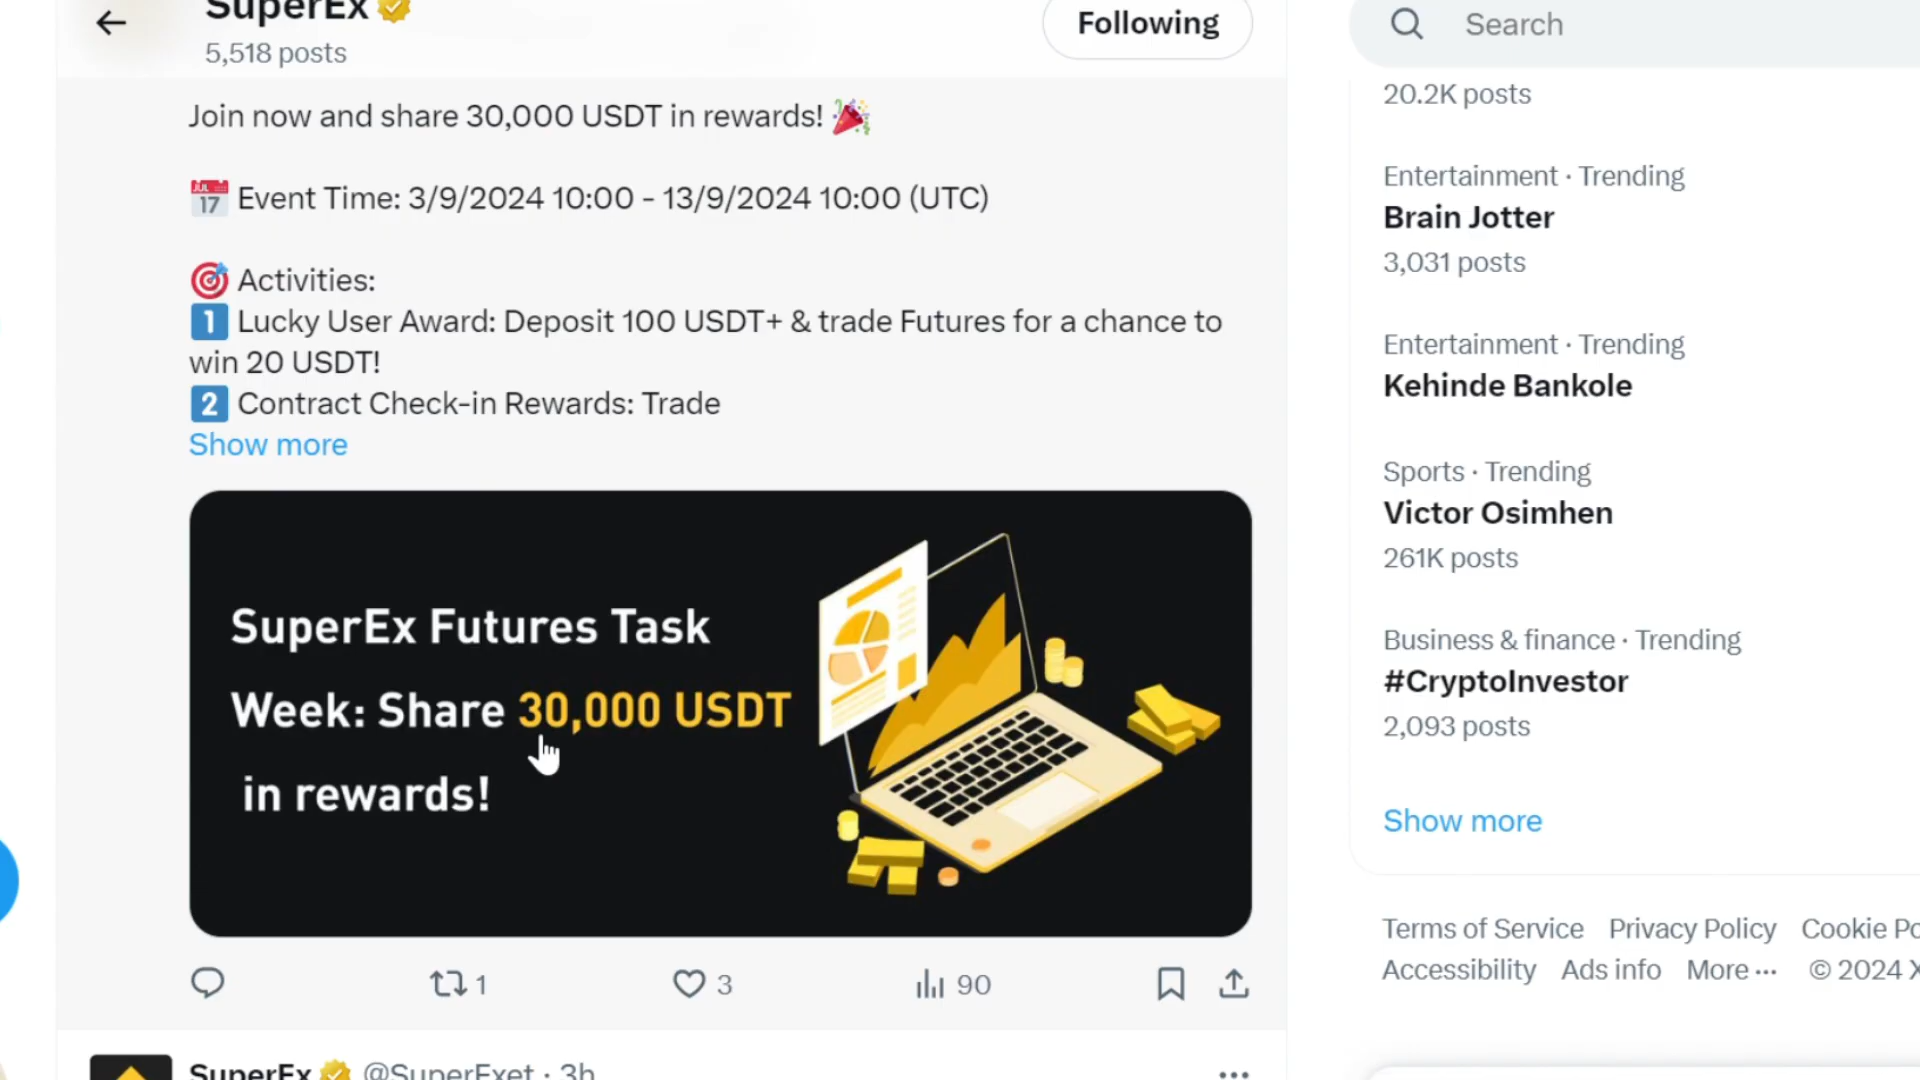 SuperEx
5,518 posts
Following
Join now and share 30,000 USDT in rewards! 🎉
Event Time: 3/9/2024 10:00 - 13/9/2024 10:00 (UTC)
🎯 Activities:
1️⃣ Lucky User Award: Deposit 100 USDT+ & trade Futures for a chance to
win 20 USDT!
2️⃣ Contract Check-in Rewards: Trade
Show more
SuperEx Futures Task
Week: Share 30,000 USDT
in rewards!
1
3
90
SuperEx @SuperExet · 3h
Search
20.2K posts
Entertainment · Trending
Brain Jotter
3,031 posts
Entertainment · Trending
Kehinde Bankole
Sports · Trending
Victor Osimhen
261K posts
Business & finance · Trending
#CryptoInvestor
2,093 posts
Show more
Terms of Service Privacy Policy Cookie Po
Accessibility Ads info More ··· © 2024 X